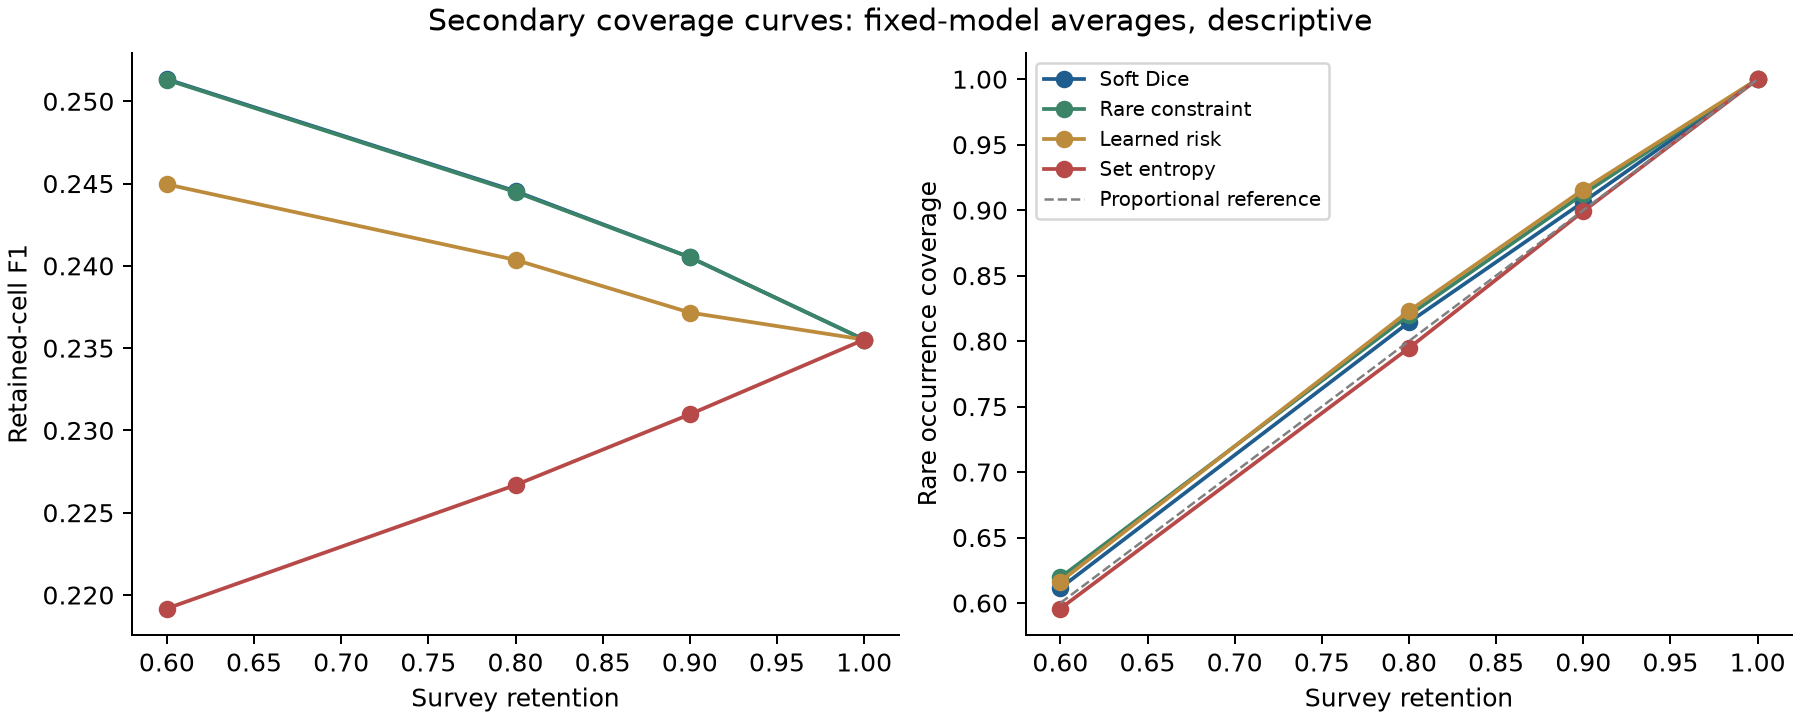 Secondary coverage curves: fixed-model averages, descriptive
Retained-cell F1
0.250
0.245
0.240
0.235
0.230
0.225
0.220
0.60 0.65 0.70 0.75 0.80 0.85 0.90 0.95 1.00
Survey retention
Rare occurrence coverage
1.00
0.95
0.90
0.85
0.80
0.75
0.70
0.65
0.60
Soft Dice
Rare constraint
Learned risk
Set entropy
Proportional reference
0.60 0.65 0.70 0.75 0.80 0.85 0.90 0.95 1.00
Survey retention